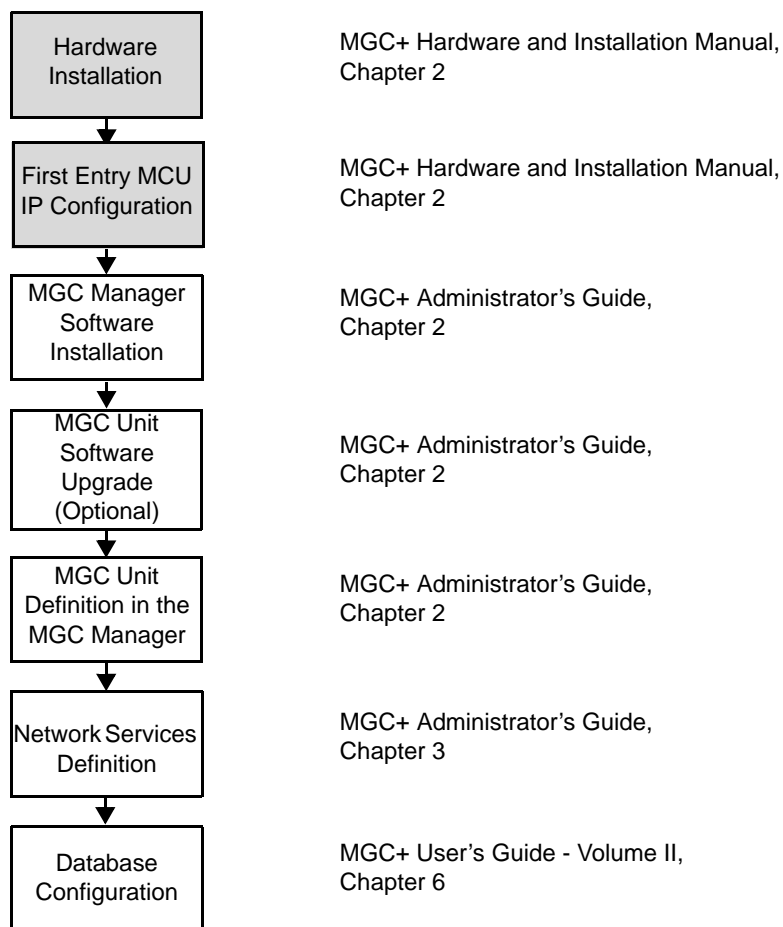 Hardware
Installation
MGC+ Hardware and Installation Manual,
Chapter 2
First Entry MCU
IP Configuration
MGC+ Hardware and Installation Manual,
Chapter 2
MGC Manager
Software
Installation
MGC+ Administrator’s Guide,
Chapter 2
MGC Unit
Software
Upgrade
(Optional)
MGC+ Administrator’s Guide,
Chapter 2
MGC Unit
Definition in the
MGC Manager
MGC+ Administrator’s Guide,
Chapter 2
Network Services
Definition
MGC+ Administrator’s Guide,
Chapter 3
Database
Configuration
MGC+ User’s Guide - Volume II,
Chapter 6